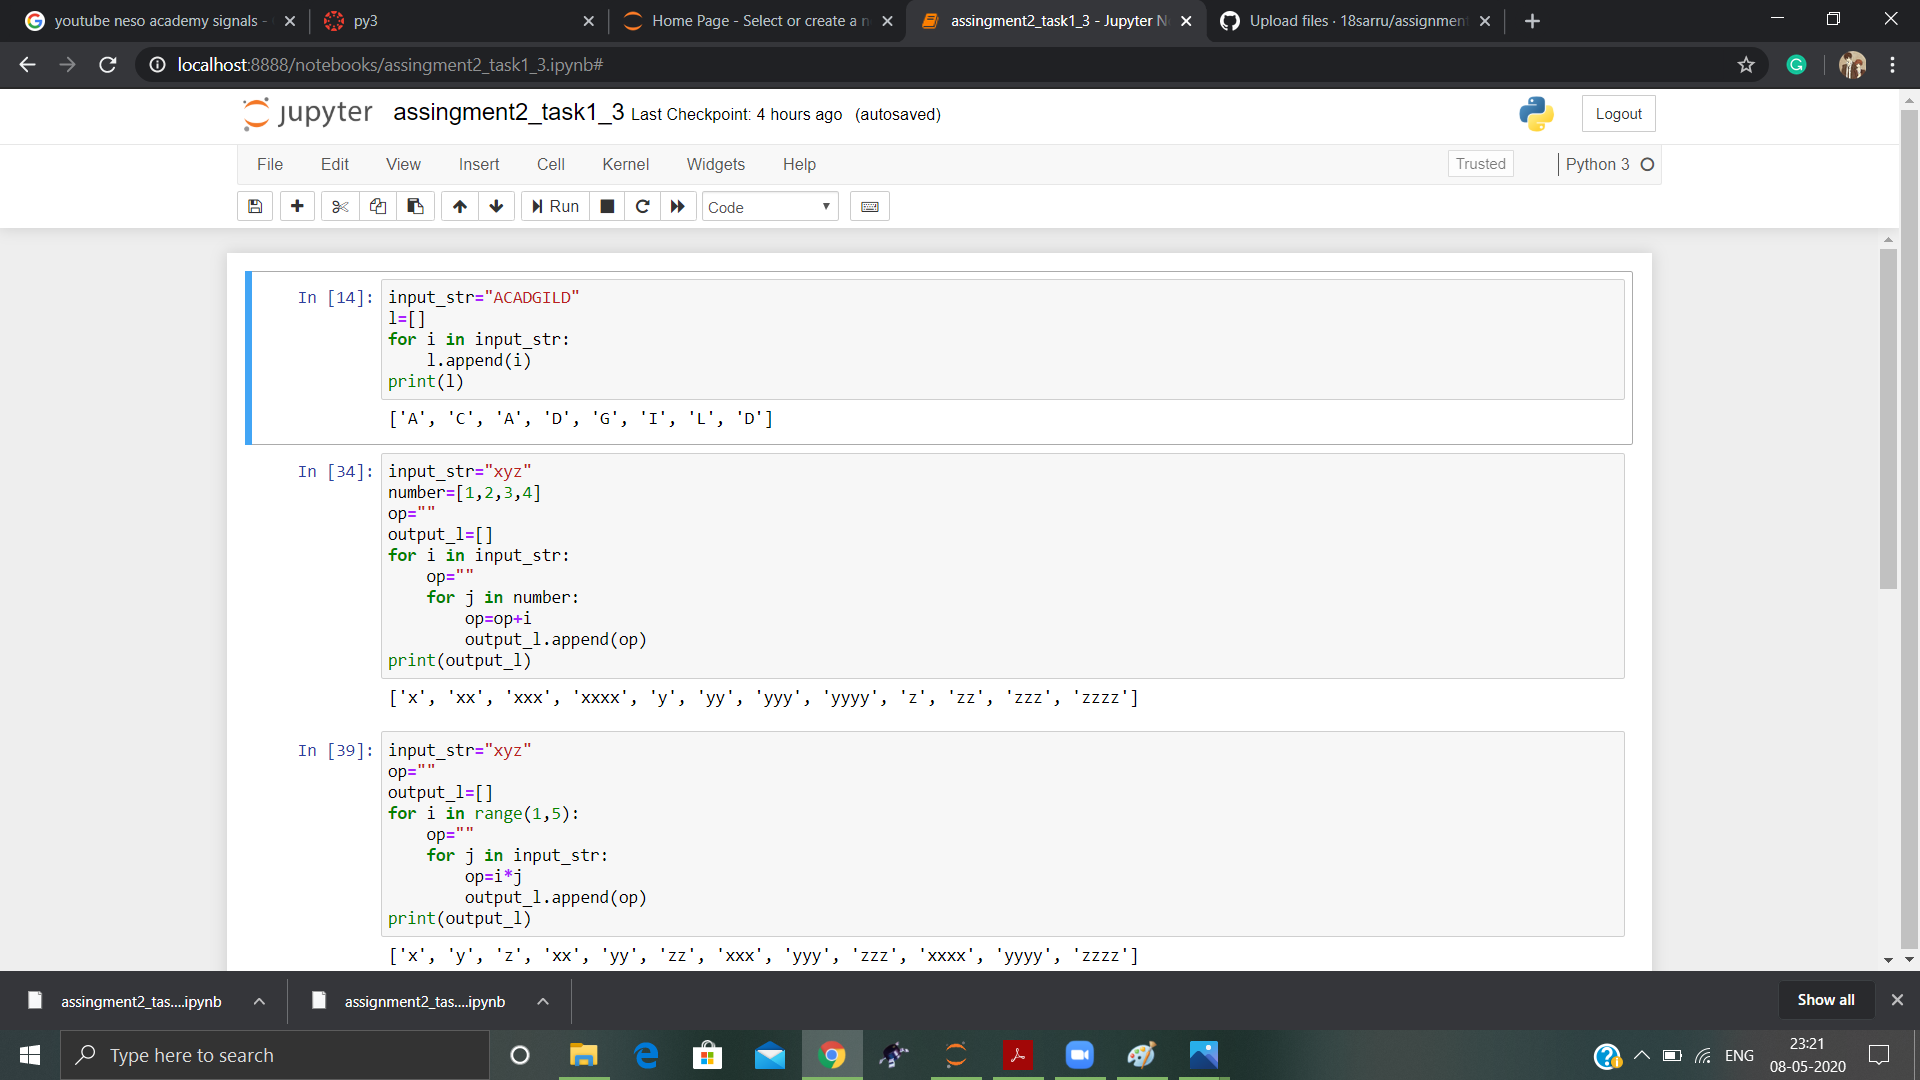 youtube neso academy signals -
py3
Home Page - Select or create a n
assingment2_task1_3 - Jupyter N
Upload files · 18sarru/assignment
localhost:8888/notebooks/assingment2_task1_3.ipynb#
jupyter assingment2_task1_3 Last Checkpoint: 4 hours ago (autosaved)
Logout
File Edit View Insert Cell Kernel Widgets Help
Trusted
Python 3
Run
Code
In [14]:
input_str="ACADGILD"
l=[]
for i in input_str:
    l.append(i)
print(l)
['A', 'C', 'A', 'D', 'G', 'I', 'L', 'D']
In [34]:
input_str="xyz"
number=[1,2,3,4]
op=""
output_l=[]
for i in input_str:
    op=""
    for j in number:
        op=op+i
        output_l.append(op)
print(output_l)
['x', 'xx', 'xxx', 'xxxx', 'y', 'yy', 'yyy', 'yyyy', 'z', 'zz', 'zzz', 'zzzz']
In [39]:
input_str="xyz"
op=""
output_l=[]
for i in range(1,5):
    op=""
    for j in input_str:
        op=i*j
        output_l.append(op)
print(output_l)
['x', 'y', 'z', 'xx', 'yy', 'zz', 'xxx', 'yyy', 'zzz', 'xxxx', 'yyyy', 'zzzz']
assingment2_tas....ipynb
assignment2_tas....ipynb
Show all
Type here to search
ENG
23:21
08-05-2020